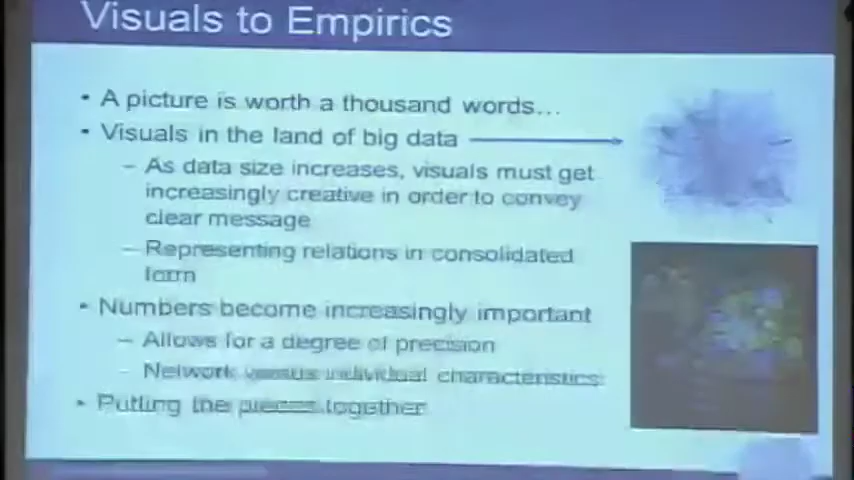 Visuals to Empirics
• A picture is worth a thousand words…
• Visuals in the land of big data
– As data size increases, visuals must get
increasingly creative in order to convey
clear message
– Representing relations in consolidated
form
• Numbers become increasingly important
– Allows for a degree of precision
– Network versus individual characteristics
• Putting the pieces together